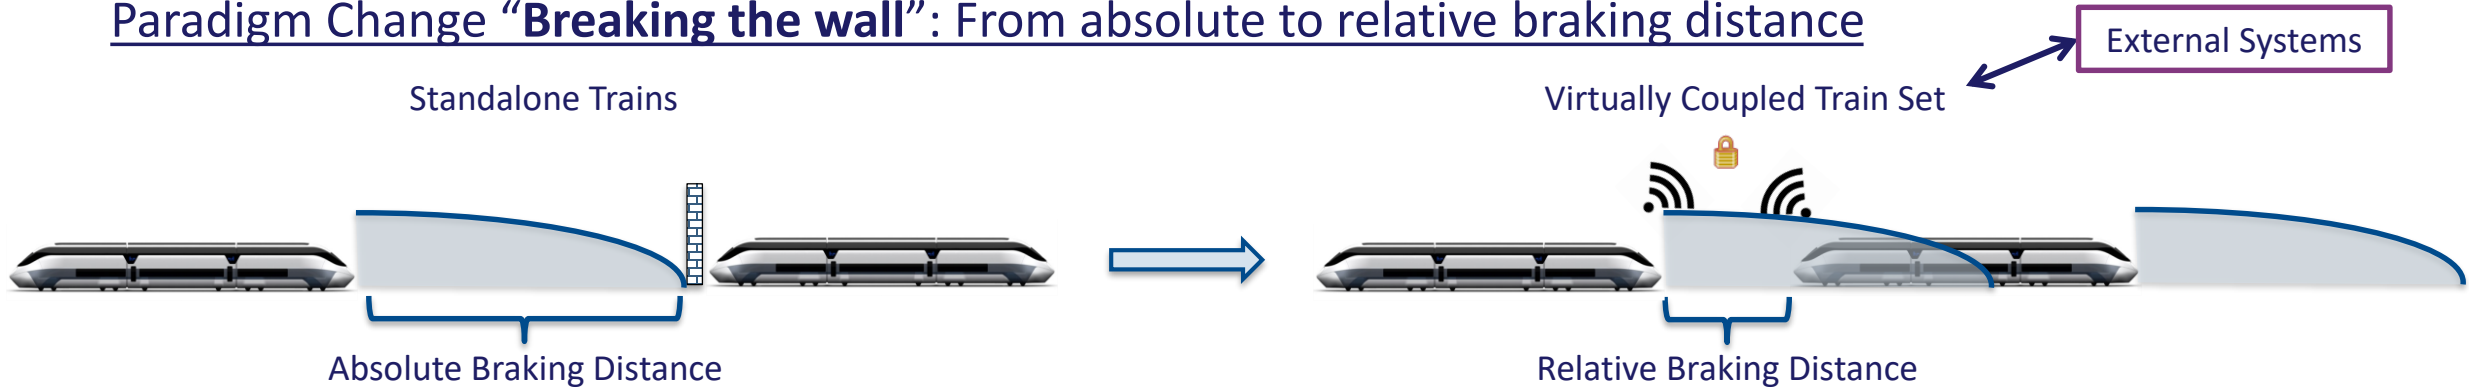 Paradigm Change “Breaking the wall”: From absolute to relative braking distance
External Systems
Standalone Trains
Virtually Coupled Train Set
Absolute Braking Distance
Relative Braking Distance